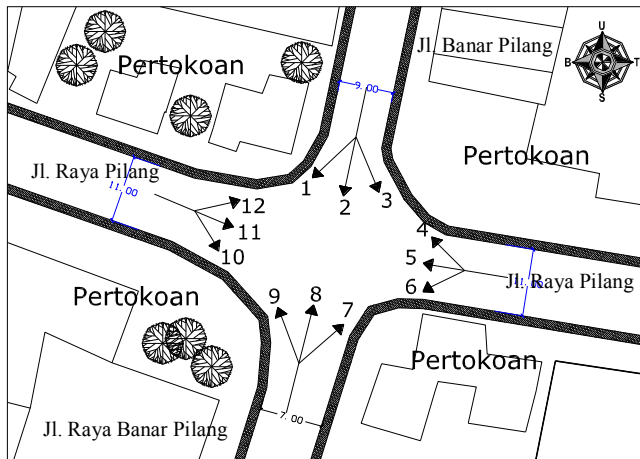 U
B T
S
Jl. Banar Pilang
Pertokoan
9. 00
Pertokoan
Jl. Raya Pilang
11. 00
1
2
3
12
11
10
4
5
6
Jl. Raya Pilang
9
8
7
Pertokoan
Pertokoan
7. 00
Jl. Raya Banar Pilang